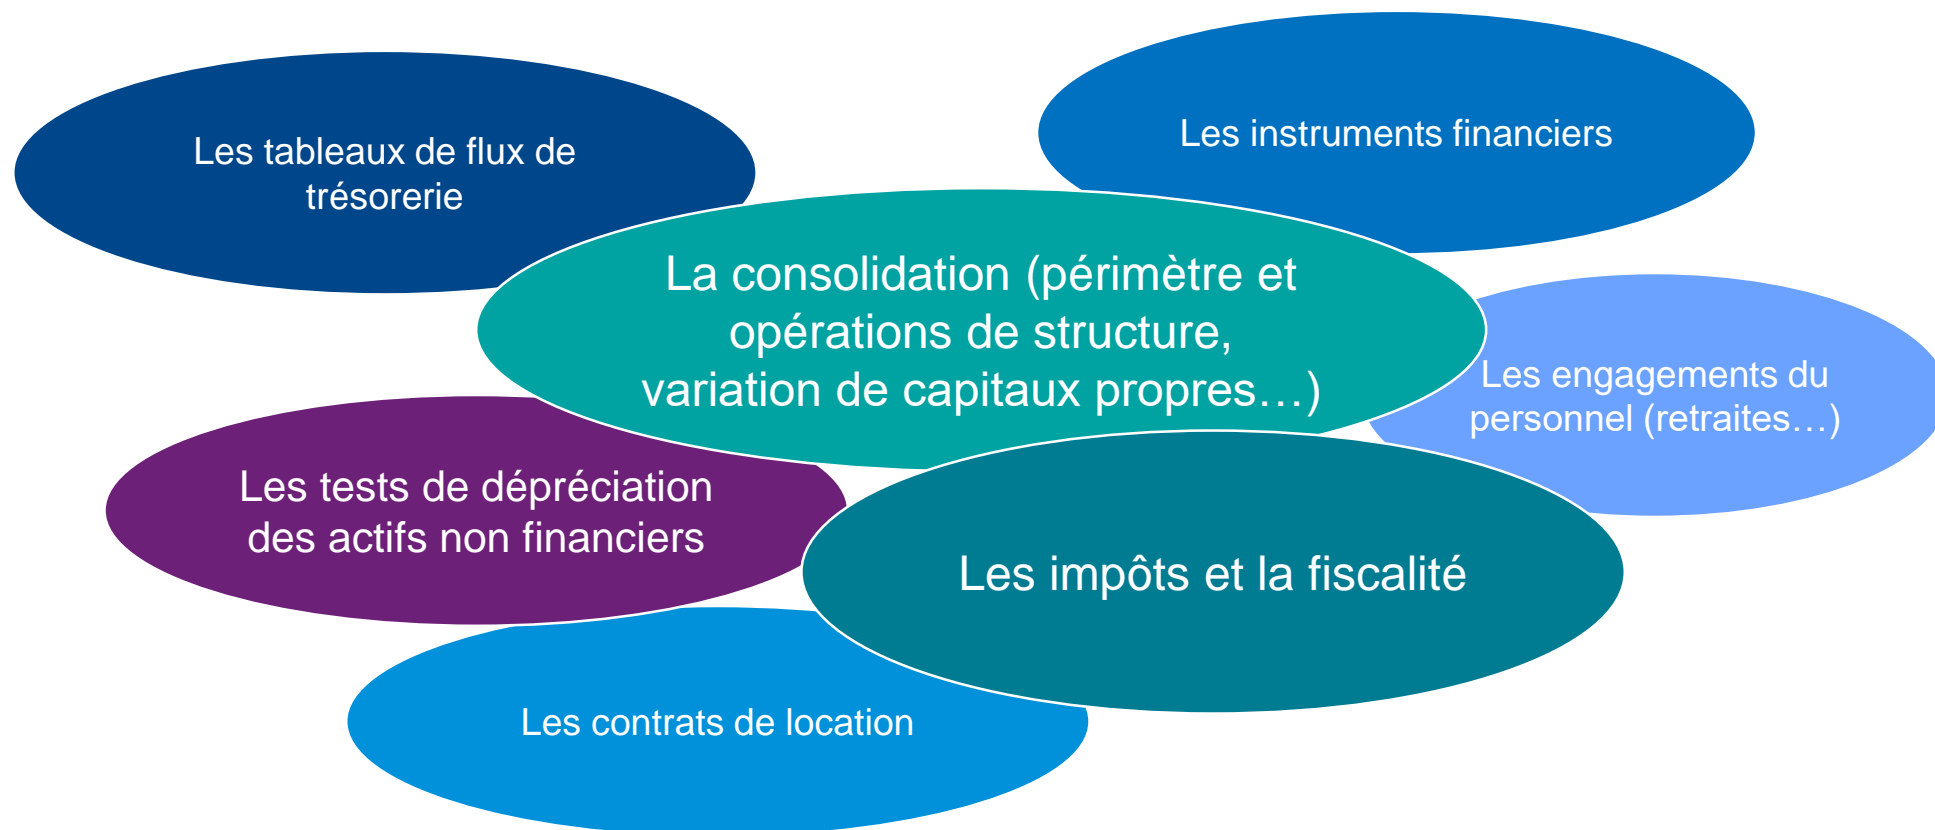 Les tableaux de flux de
trésorerie
Les instruments financiers
La consolidation (périmètre et
opérations de structure,
variation de capitaux propres…)
Les engagements du
personnel (retraites…)
Les tests de dépréciation
des actifs non financiers
Les impôts et la fiscalité
Les contrats de location